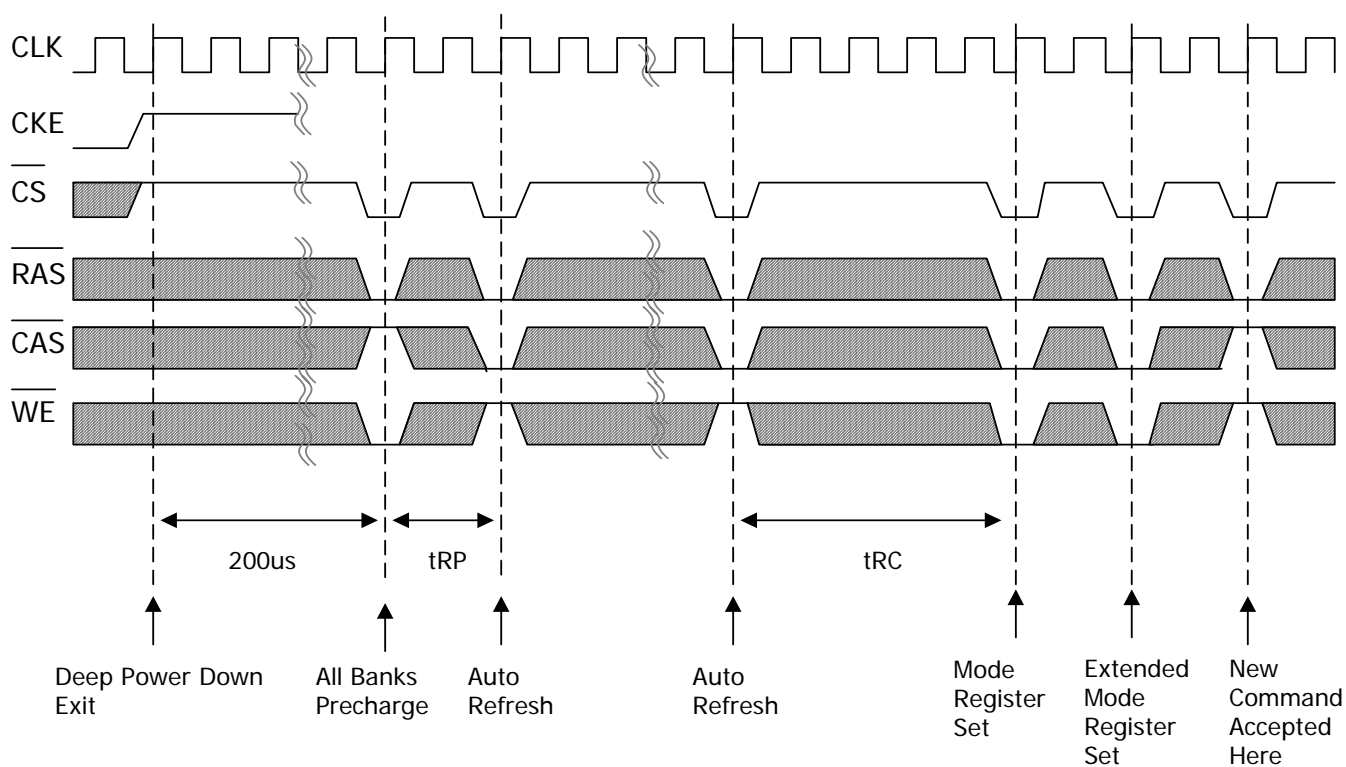 CLK
CKE
CS
RAS
CAS
WE
200us
tRP
tRC
Deep Power Down
Exit
All Banks
Precharge
Auto
Refresh
Auto
Refresh
Mode
Register
Set
Extended
Mode
Register
Set
New
Command
Accepted
Here